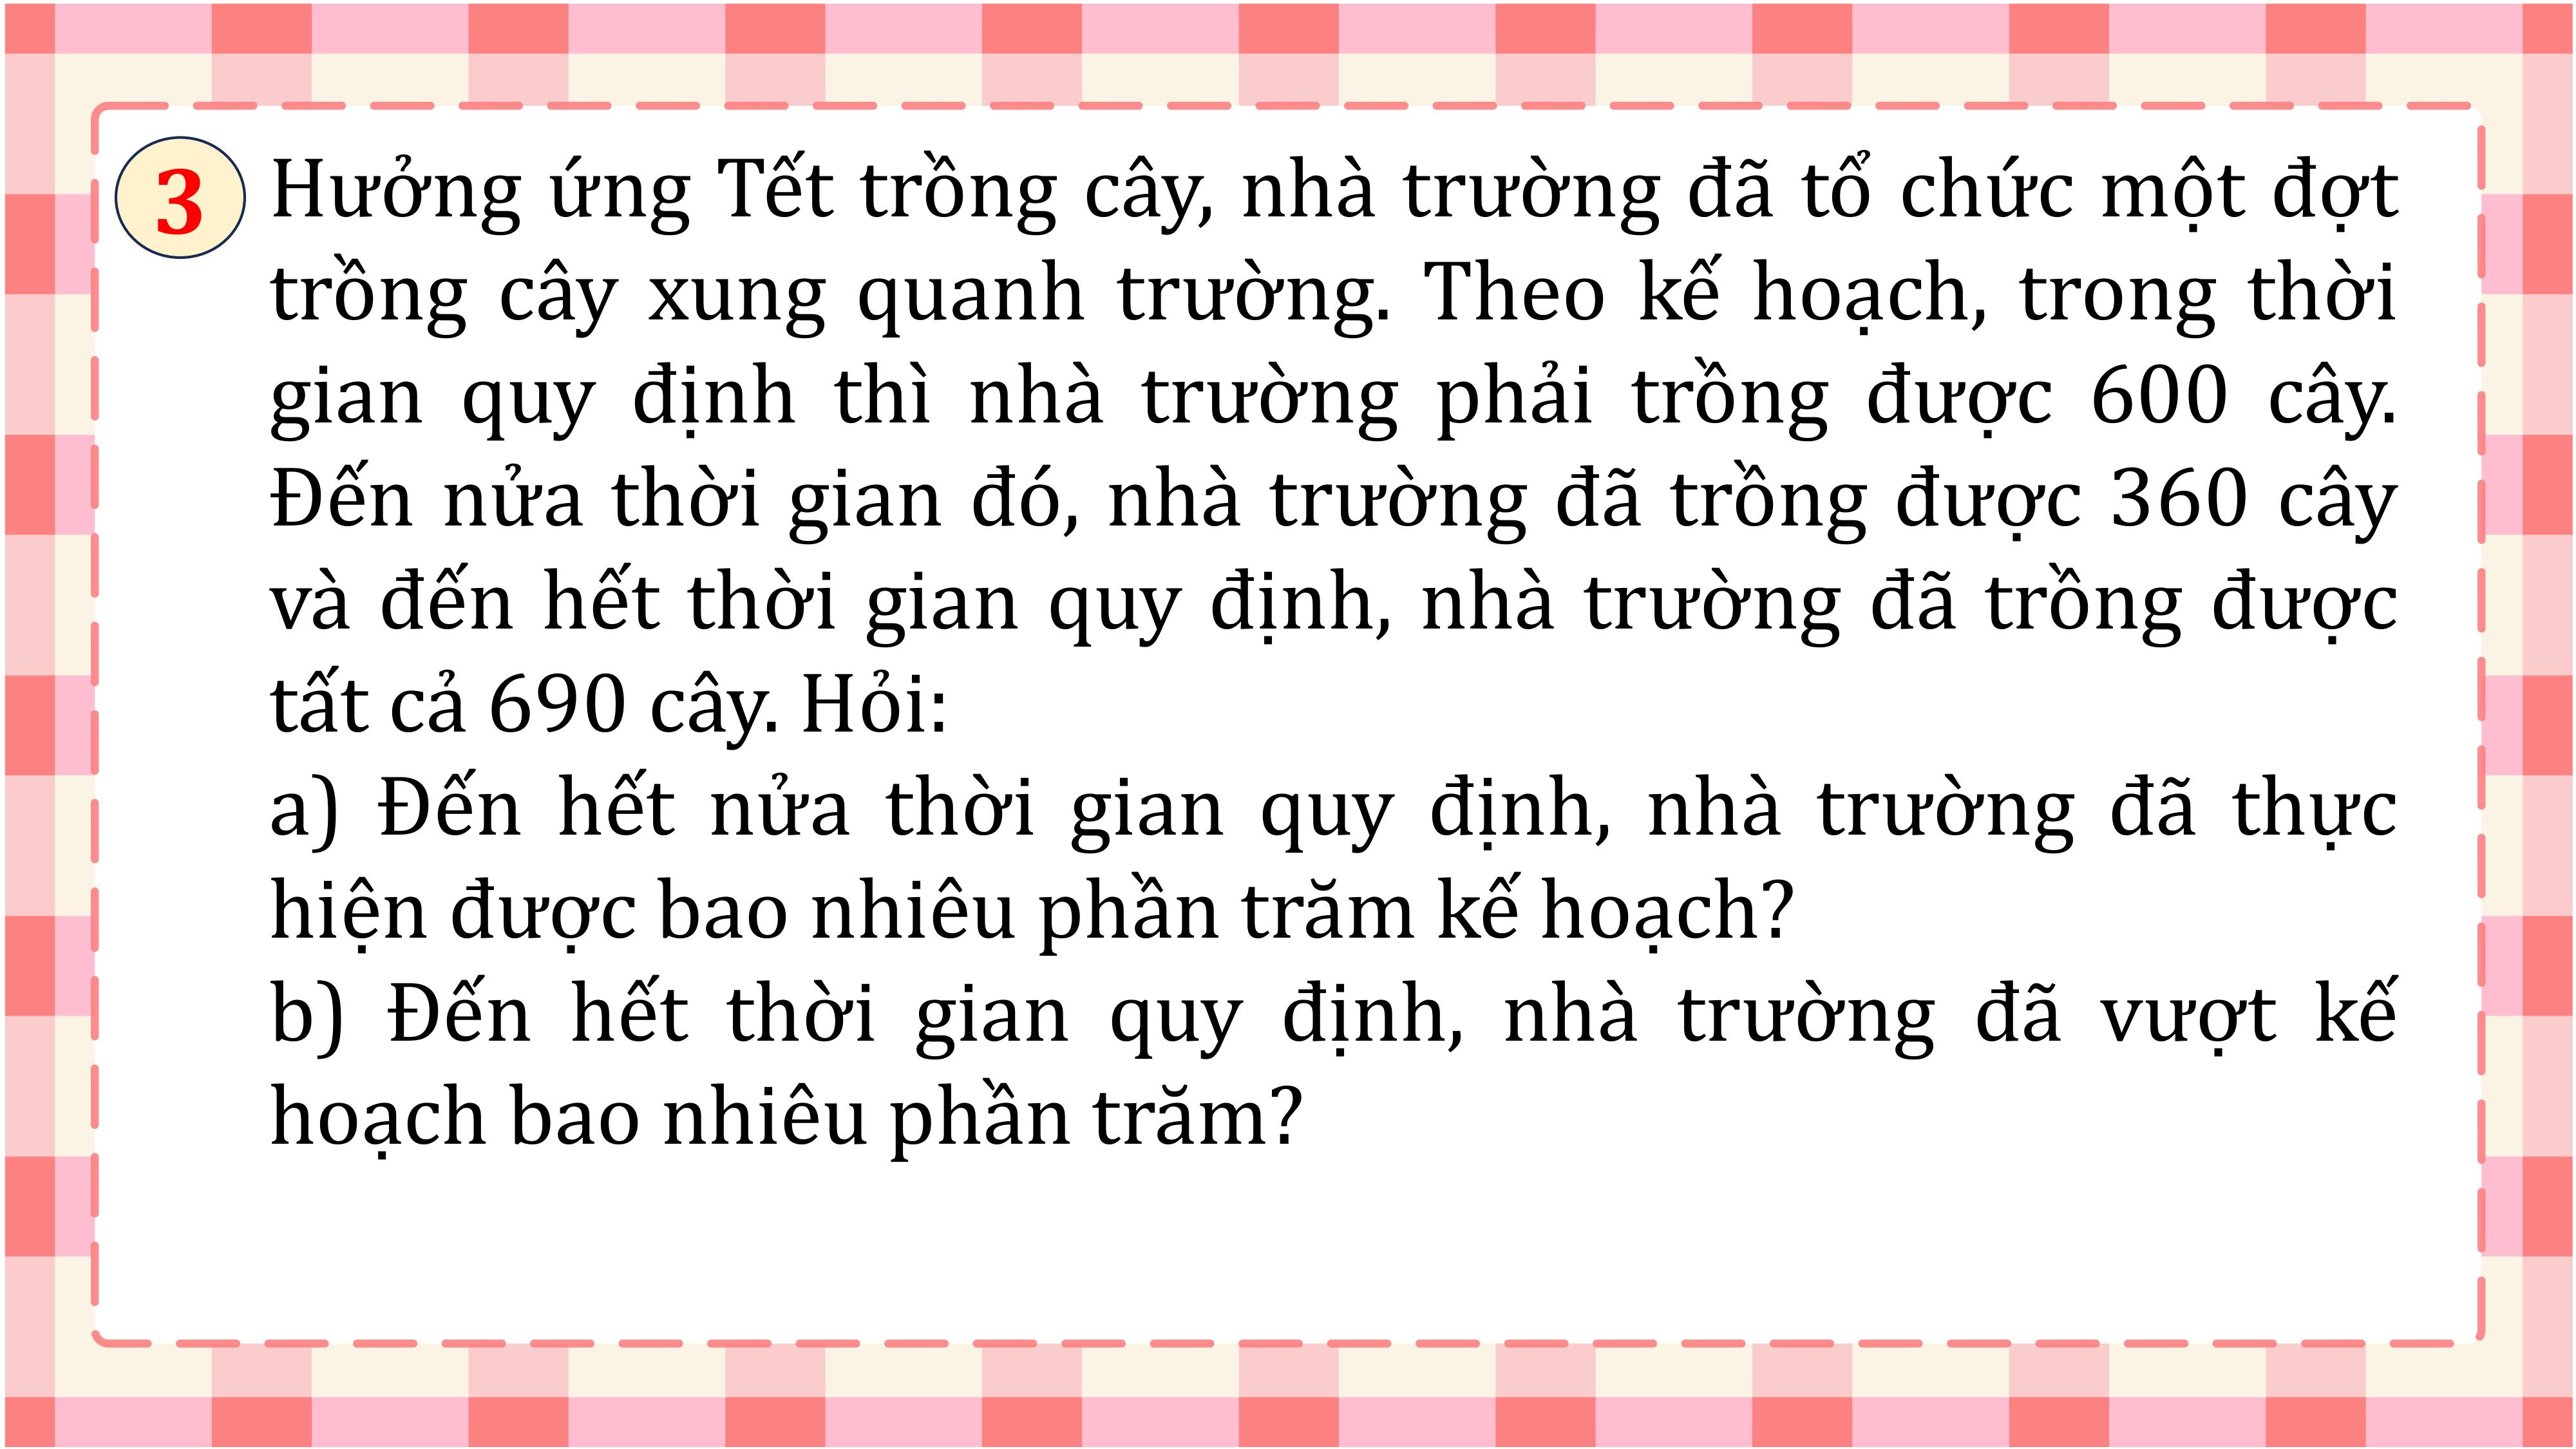 3
Hưởng ứng Tết trồng cây, nhà trường đã tổ chức một đợt
trồng cây xung quanh trường. Theo kế hoạch, trong thời
gian quy định thì nhà trường phải trồng được 600 cây.
Đến nửa thời gian đó, nhà trường đã trồng được 360 cây
và đến hết thời gian quy định, nhà trường đã trồng được
tất cả 690 cây. Hỏi:
a) Đến hết nửa thời gian quy định, nhà trường đã thực
hiện được bao nhiêu phần trăm kế hoạch?
b) Đến hết thời gian quy định, nhà trường đã vượt kế
hoạch bao nhiêu phần trăm?